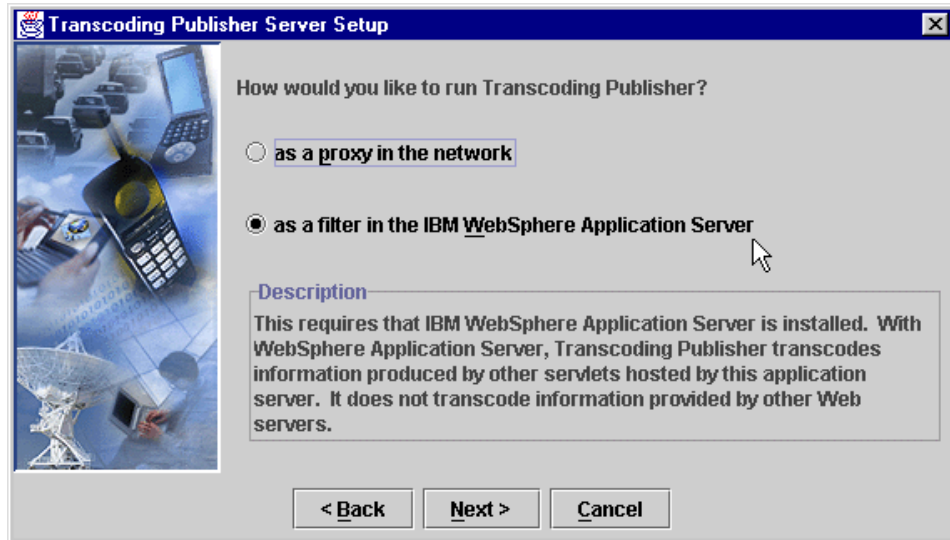 Transcoding Publisher Server Setup
How would you like to run Transcoding Publisher?
as a proxy in the network
as a filter in the IBM WebSphere Application Server
Description
This requires that IBM WebSphere Application Server is installed. With
WebSphere Application Server, Transcoding Publisher transcodes
information produced by other servlets hosted by this application
server. It does not transcode information provided by other Web
servers.
< Back Next > Cancel